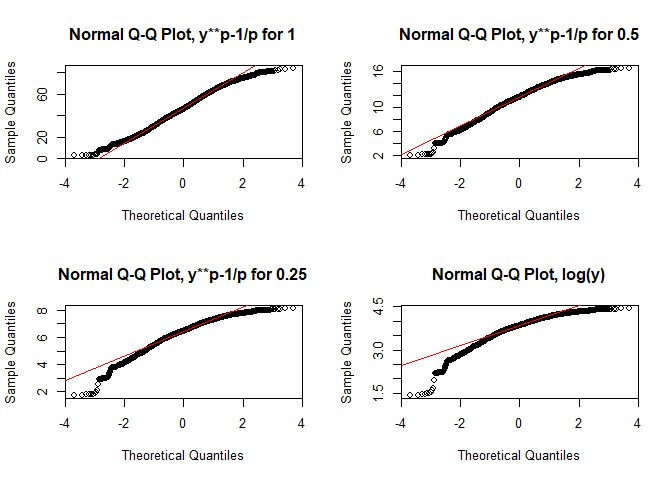 Normal Q-Q Plot, y**p-1/p for 1
Sample Quantiles
0 20 60
-4 -2 0 2 4
Theoretical Quantiles
Normal Q-Q Plot, y**p-1/p for 0.5
Sample Quantiles
2 6 10 16
-4 -2 0 2 4
Theoretical Quantiles
Normal Q-Q Plot, y**p-1/p for 0.25
Sample Quantiles
2 4 6 8
-4 -2 0 2 4
Theoretical Quantiles
Normal Q-Q Plot, log(y)
Sample Quantiles
1.5 3.0 4.5
-4 -2 0 2 4
Theoretical Quantiles